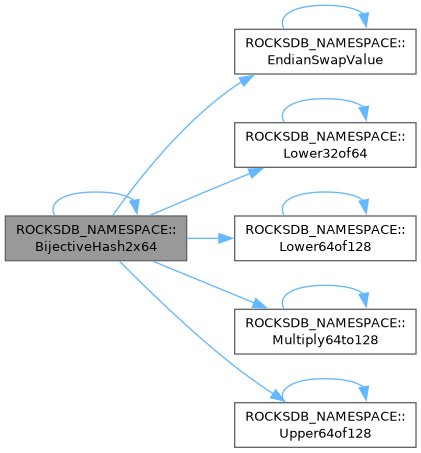 ROCKSDB_NAMESPACE::
EndianSwapValue
ROCKSDB_NAMESPACE::
Lower32of64
ROCKSDB_NAMESPACE::
BijectiveHash2x64
ROCKSDB_NAMESPACE::
Lower64of128
ROCKSDB_NAMESPACE::
Multiply64to128
ROCKSDB_NAMESPACE::
Upper64of128